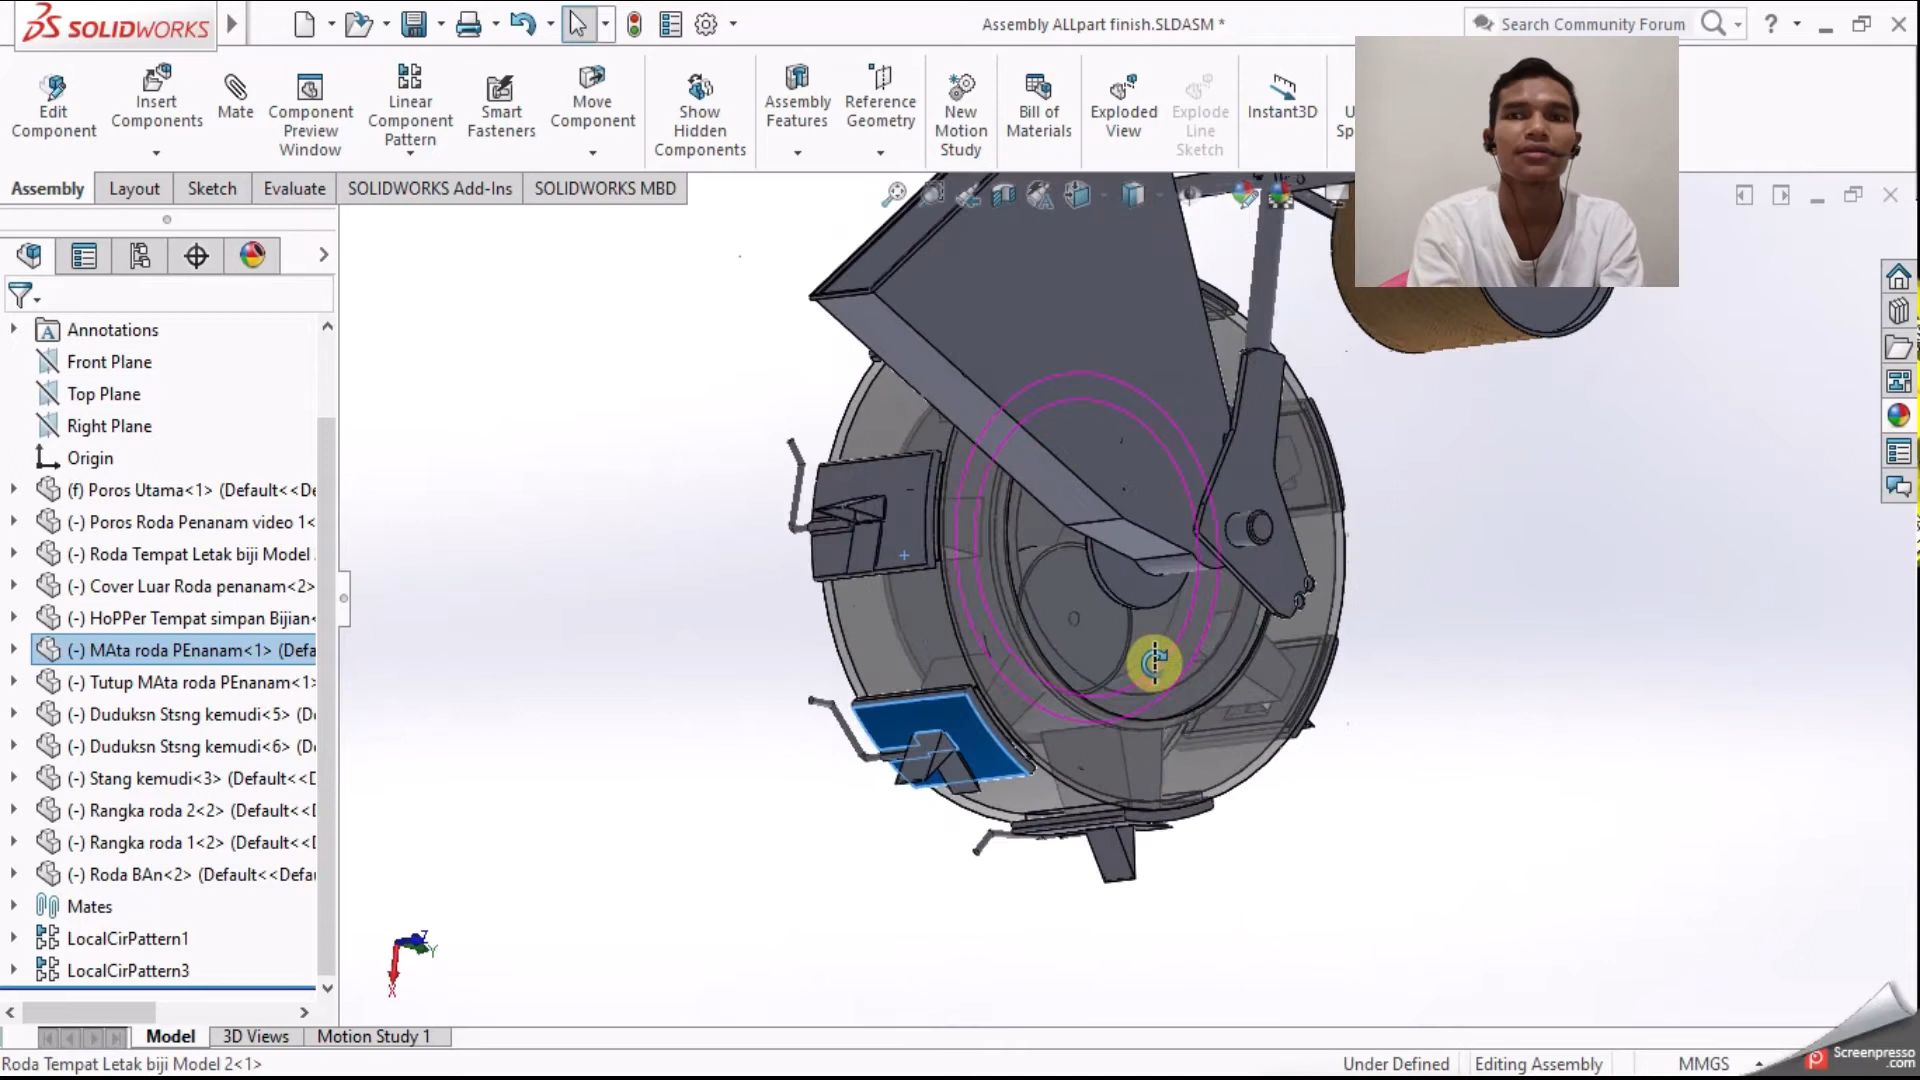 SOLIDWORKS
Assembly ALLpart finish.SLDASM *
Search Community Forum
?
Edit Component
Insert Components
Mate
Component Preview Window
Linear Component Pattern
Smart Fasteners
Move Component
Show Hidden Components
Assembly Features
Reference Geometry
New Motion Study
Bill of Materials
Exploded View
Explode Line Sketch
Instant3D
Assembly
Layout
Sketch
Evaluate
SOLIDWORKS Add-Ins
SOLIDWORKS MBD
Annotations
Front Plane
Top Plane
Right Plane
Origin
(f) Poros Utama<1> (Default<<De
(-) Poros Roda Penanam video 1<
(-) Roda Tempat Letak biji Model
(-) Cover Luar Roda penanam<2>
(-) HoPPer Tempat simpan Bijian<
(-) MAta roda PEnanam<1> (Defa
(-) Tutup MAta roda PEnanam<1>
(-) Duduksn Stsng kemudi<5> (D
(-) Duduksn Stsng kemudi<6> (D
(-) Stang kemudi<3> (Default<<D
(-) Rangka roda 2<2> (Default<<D
(-) Rangka roda 1<2> (Default<<D
(-) Roda BAn<2> (Default<<Defau
Mates
LocalCirPattern1
LocalCirPattern3
Z
Y
X
Model
3D Views
Motion Study 1
Roda Tempat Letak biji Model 2<1>
Under Defined
Editing Assembly
MMGS
Screenpresso
.com